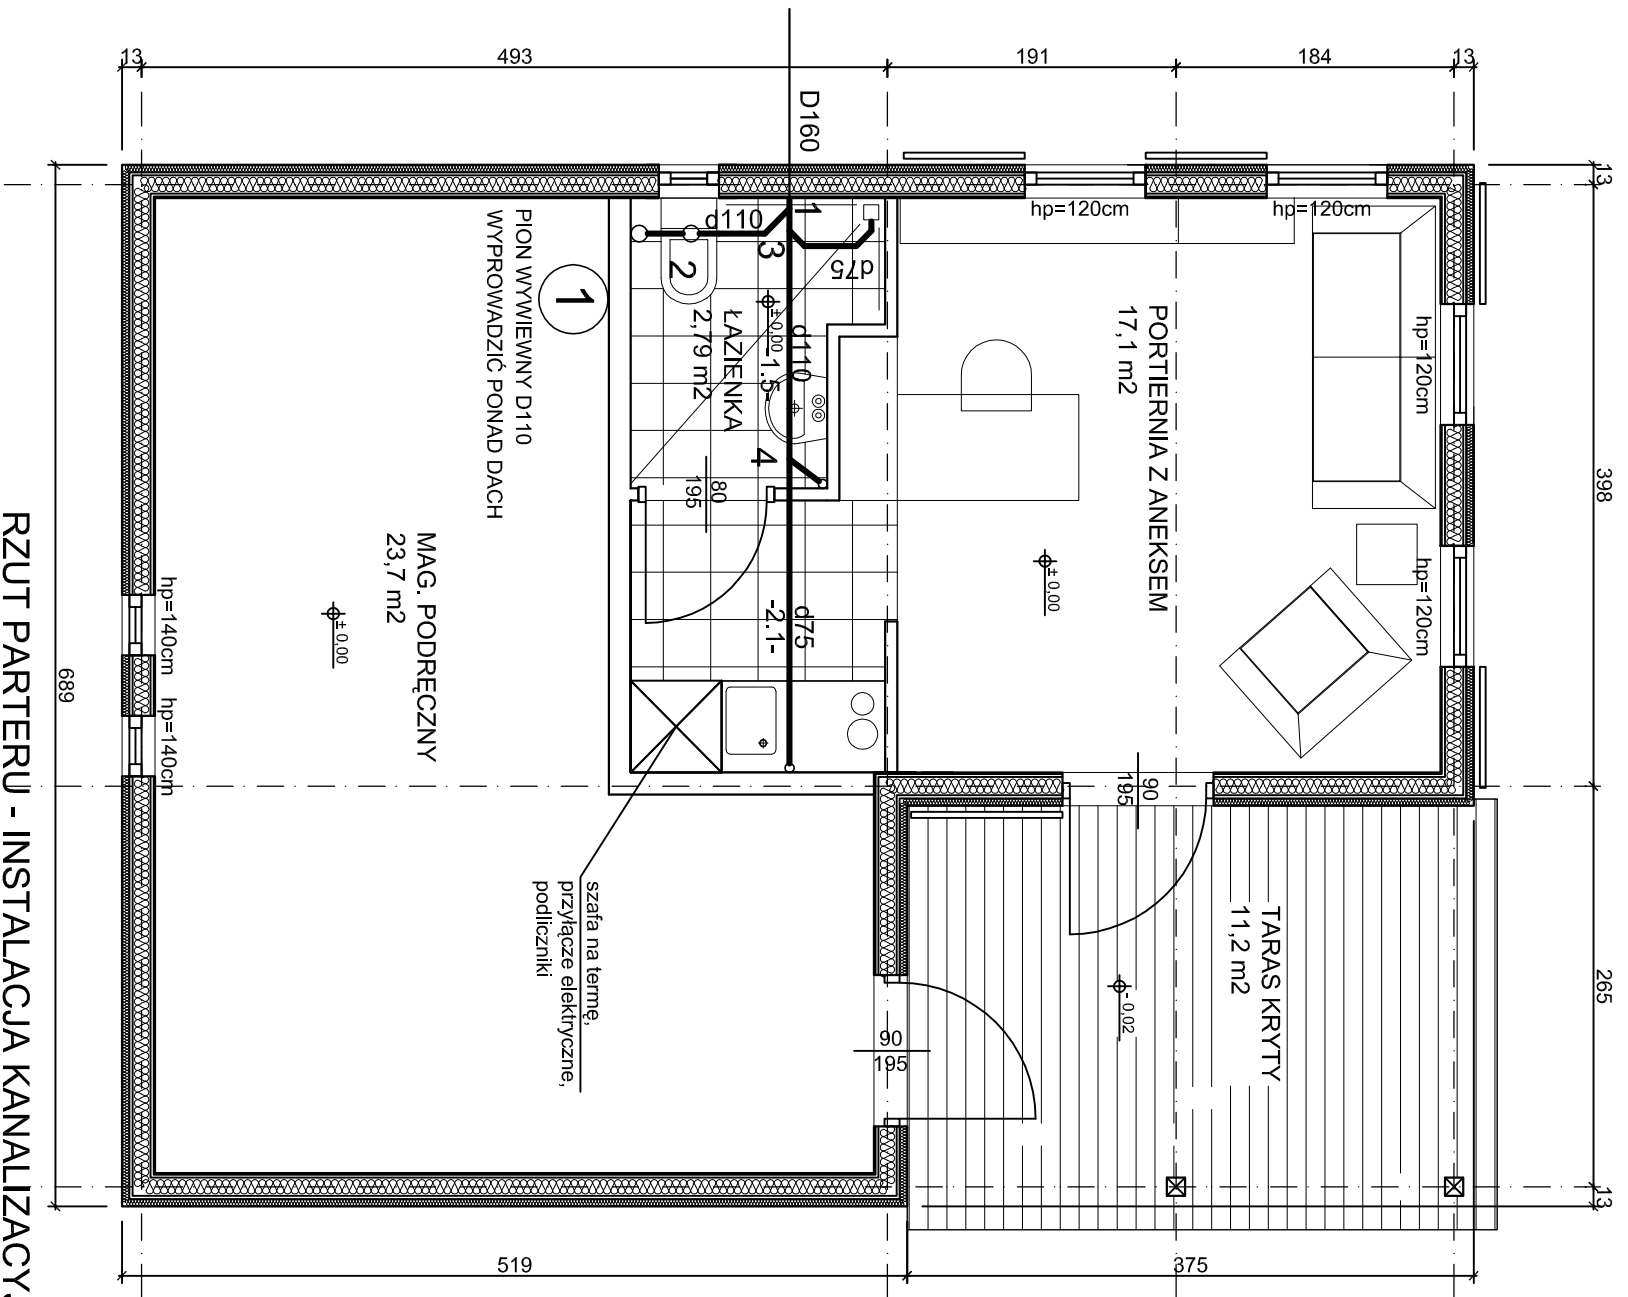 13
493
191
184
13
D160
13
398
265
13
hp=120cm
hp=120cm
hp=120cm
hp=120cm
PION WYWIEWNY D110
WYPROWADZIĆ PONAD DACH
1
d110
1
3
2
d75
± 0,00
ŁAZIENKA
2,79 m2
d110
-1.5-
4
80
195
d75
-2.1-
PORTIERNIA Z ANEKSEM
17,1 m2
± 0,00
MAG. PODRĘCZNY
23,7 m2
± 0,00
hp=140cm
hp=140cm
689
90
195
TARAS KRYTY
11,2 m2
- 0,02
90
195
szafa na termę,
przyłącze elektryczne,
podliczniki
519
375
RZUT PARTERU - INSTALACJA KANALIZACY